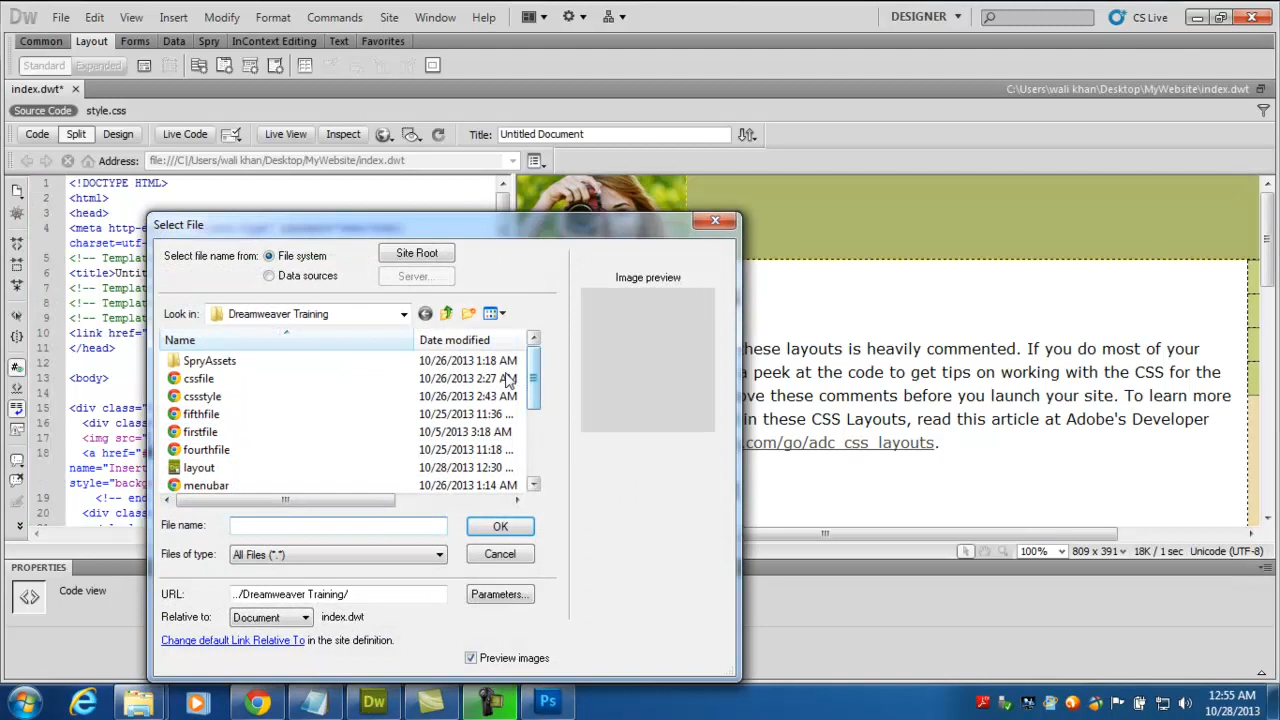 Dw File Edit View Insert Modify Format Commands Site Window Help DESIGNER CS Live
Common Layout Forms Data Spry InContext Editing Text Favorites
Standard Expanded
index.dwt* C:\Users\wali khan\Desktop\MyWebsite\index.dwt
Source Code style.css
Code Split Design Live Code Live View Inspect Title: Untitled Document
Address: file:///C|/Users/wali khan/Desktop/MyWebsite/index.dwt
1 <!DOCTYPE HTML>
2 <html>
3 <head>
4 <meta http-e
charset=utf-
5 <!-- Templat
6 <title>Unti
7 <!-- Templat
8 <!-- Templat
9 <!-- Templat
10 <link href="
11 </head>
12
13 <body>
14
15 <div class="
16 <div clas
17 <img src=
18 <a href="#
name="Insert
style="backg
19 <!-- end
20 <div clas
Select File
Select file name from: File system Site Root
Data sources Server...
Look in: Dreamweaver Training
Name Date modified
SpryAssets 10/26/2013 1:18 AM
cssfile 10/26/2013 2:27 AM
cssstyle 10/26/2013 2:43 AM
fifthfile 10/25/2013 11:36 ...
firstfile 10/5/2013 3:18 AM
fourthfile 10/25/2013 11:18 ...
layout 10/28/2013 12:30 ...
menubar 10/26/2013 1:14 AM
File name: OK
Files of type: All Files (*.*) Cancel
URL: ../Dreamweaver Training/ Parameters...
Relative to: Document index.dwt
Change default Link Relative To in the site definition.
Preview images
Image preview
hese layouts is heavily commented. If you do most of your
a peek at the code to get tips on working with the CSS for the
ove these comments before you launch your site. To learn more
in these CSS Layouts, read this article at Adobe's Developer
.com/go/adc_css_layouts.
100% 809 x 391 18K / 1 sec Unicode (UTF-8)
PROPERTIES
Code view
Dw Ps
12:55 AM
10/28/2013